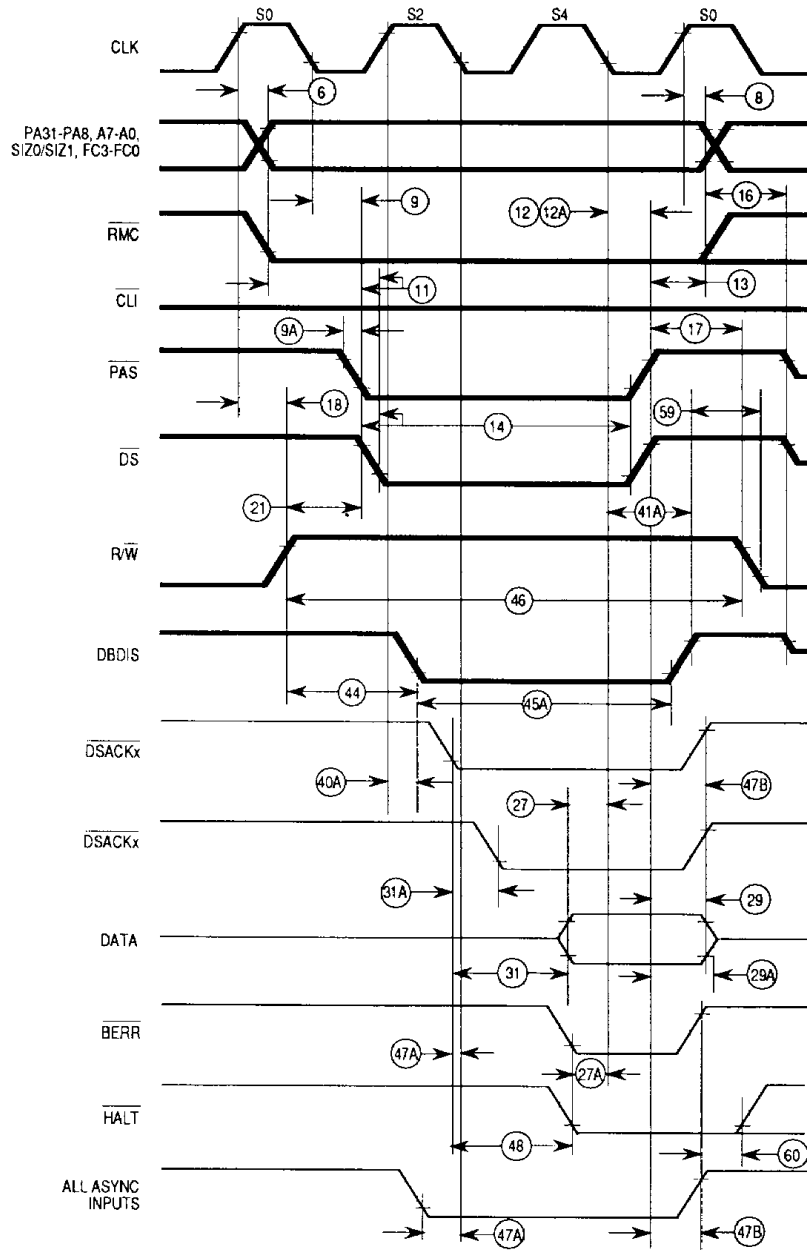 S0 S2 S4 S0
CLK
6 8
PA31-PA8, A7-A0,
SIZ0/SIZ1, FC3-FC0
16
9 12 12A
RMC
11 13
CLI
9A 17
PAS
18 59
14
DS
21 41A
R/W
46
DBDIS
44 45A
DSACKx
40A 27 47B
DSACKx
31A 29
DATA
31 29A
BERR
47A 27A
HALT
48 60
ALL ASYNC
INPUTS
47A 47B